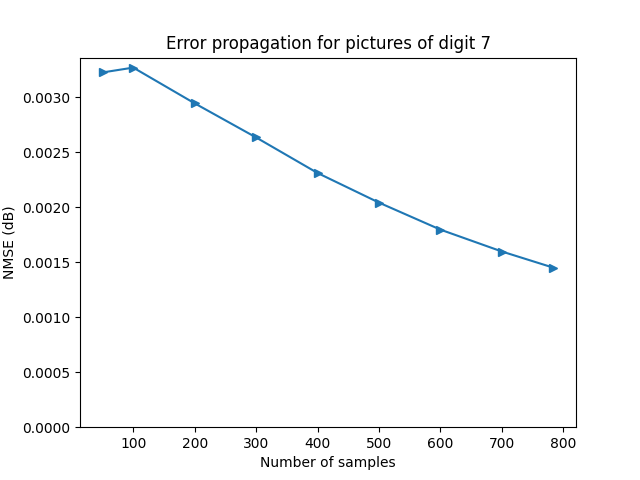 Error propagation for pictures of digit 7
NMSE (dB)
0.0030
0.0025
0.0020
0.0015
0.0010
0.0005
0.0000
100 200 300 400 500 600 700 800
Number of samples